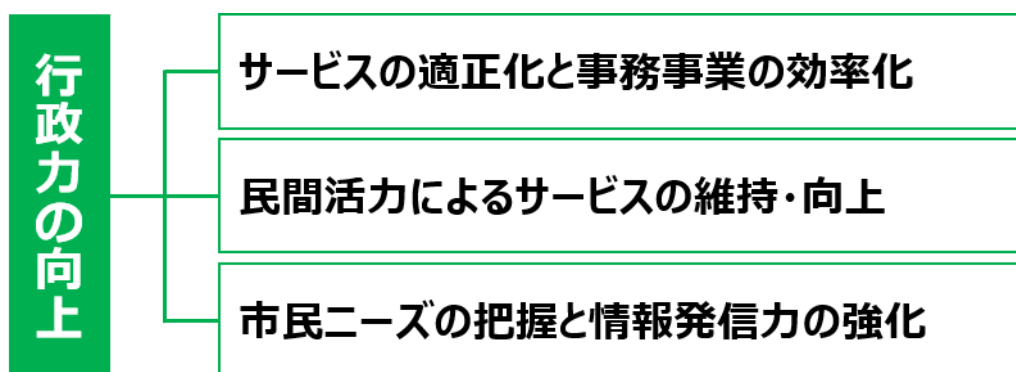 行政力の向上
サービスの適正化と事務事業の効率化
民間活力によるサービスの維持・向上
市民ニーズの把握と情報発信力の強化